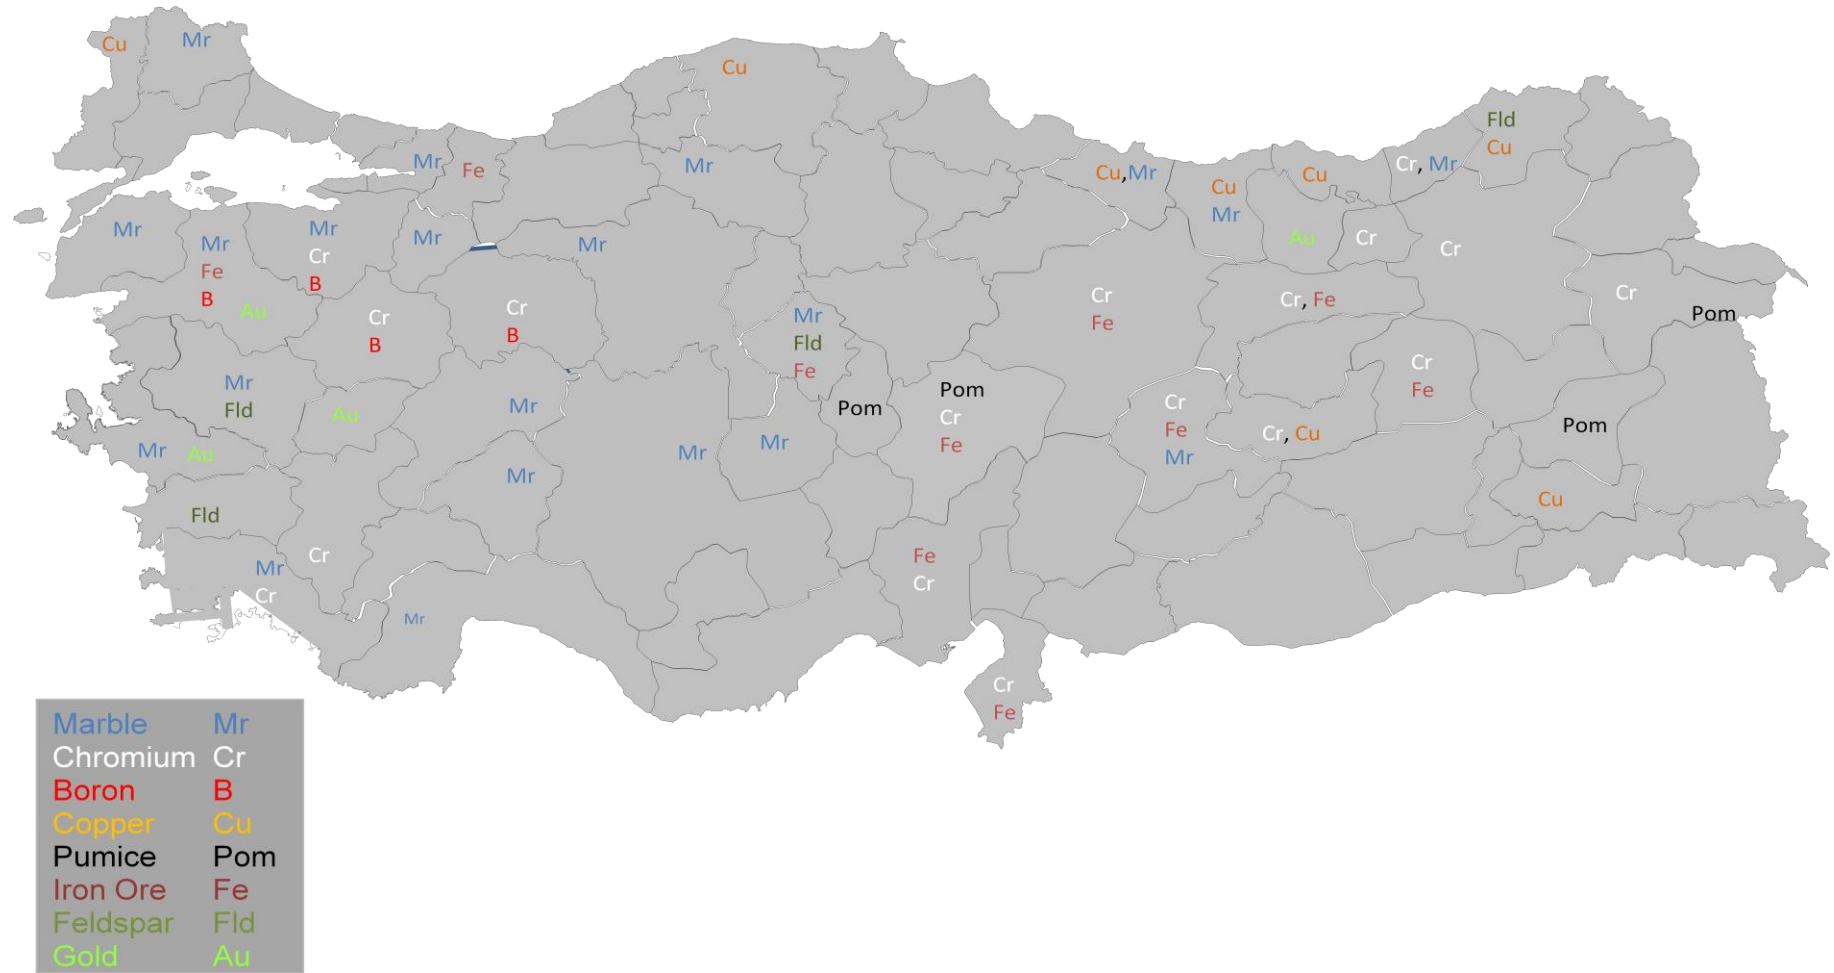 Cu
Mr
Cu
Mr
Fe
Mr
Cu,Mr
Cu
Mr
Cu
Cr, Mr
Fld
Cu
Mr
Mr
Fe
B
Au
Mr
Cr
B
Mr
Mr
Au
Cr
Cr
Cr
B
Cr
B
Mr
Fld
Fe
Cr
Fe
Cr, Fe
Cr
Pom
Mr
Fld
Au
Mr
Pom
Pom
Cr
Fe
Cr
Fe
Mr
Cr, Cu
Cr
Fe
Pom
Mr
Au
Mr
Mr
Mr
Cu
Fld
Cr
Mr
Cr
Fe
Cr
Mr
Cr
Fe
Marble Mr
Chromium Cr
Boron B
Copper Cu
Pumice Pom
Iron Ore Fe
Feldspar Fld
Gold Au